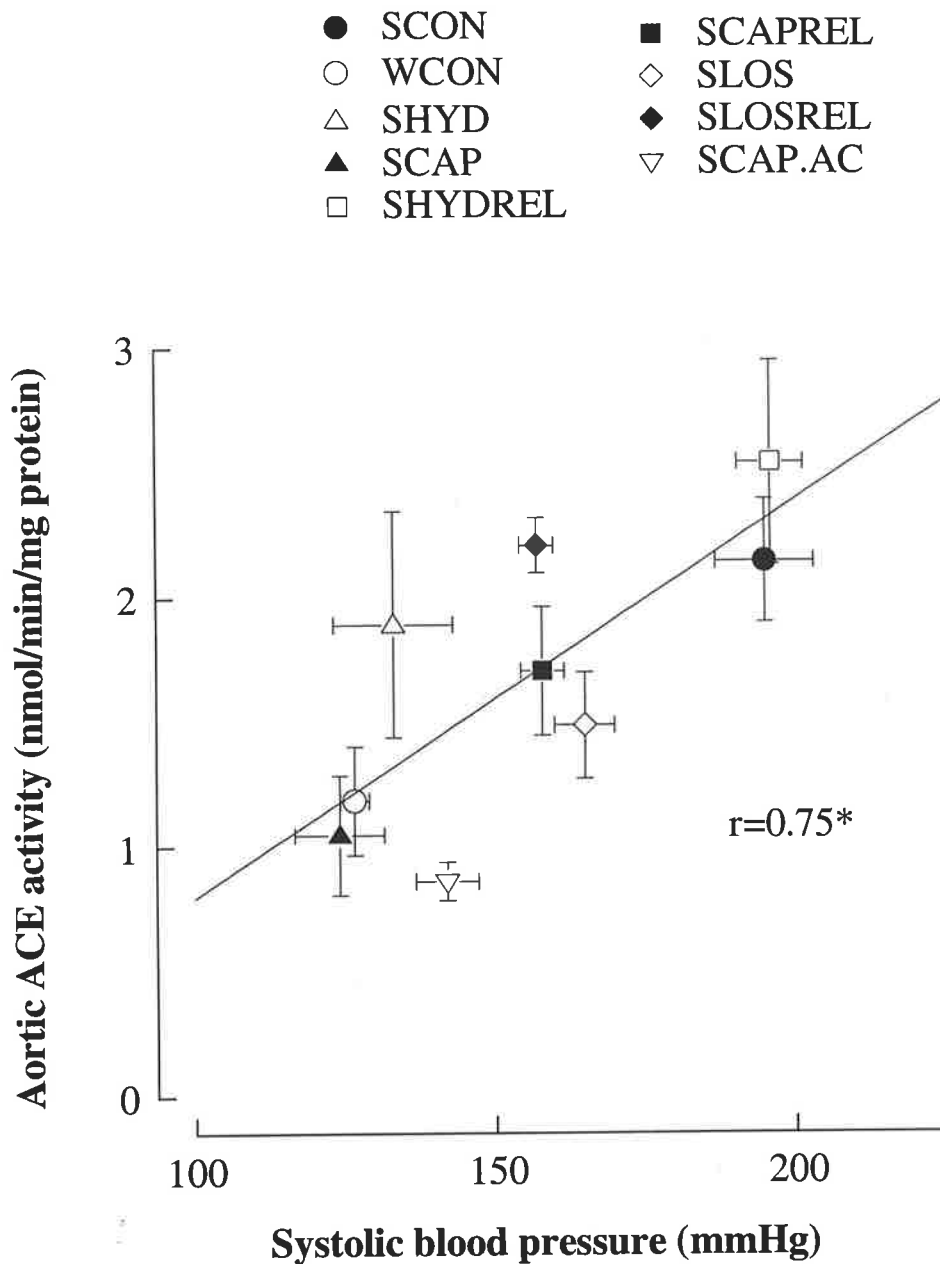 SCON
WCON
SHYD
SCAP
SHYDREL
SCAPREL
SLOS
SLOSREL
SCAP.AC
Aortic ACE activity (nmol/min/mg protein)
3
2
1
0
r=0.75*
100 150 200
Systolic blood pressure (mmHg)